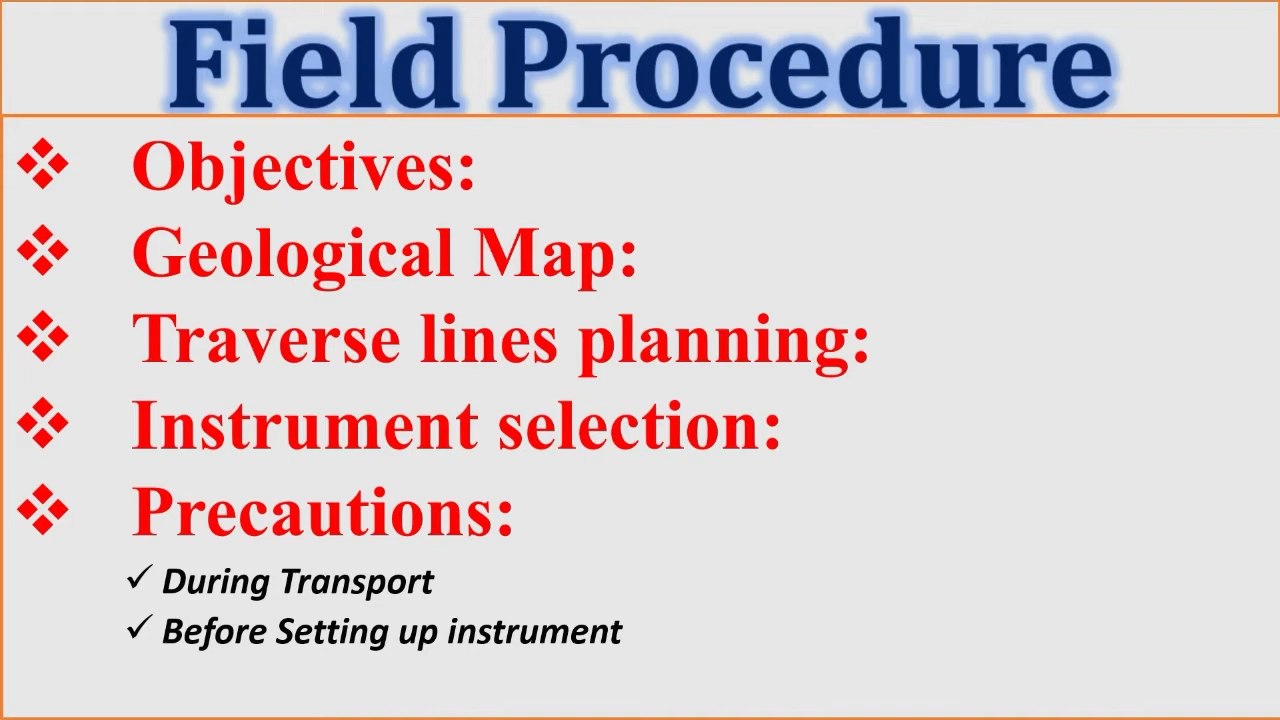 Field Procedure
❖ Objectives:
❖ Geological Map:
❖ Traverse lines planning:
❖ Instrument selection:
❖ Precautions:
✓ During Transport
✓ Before Setting up instrument